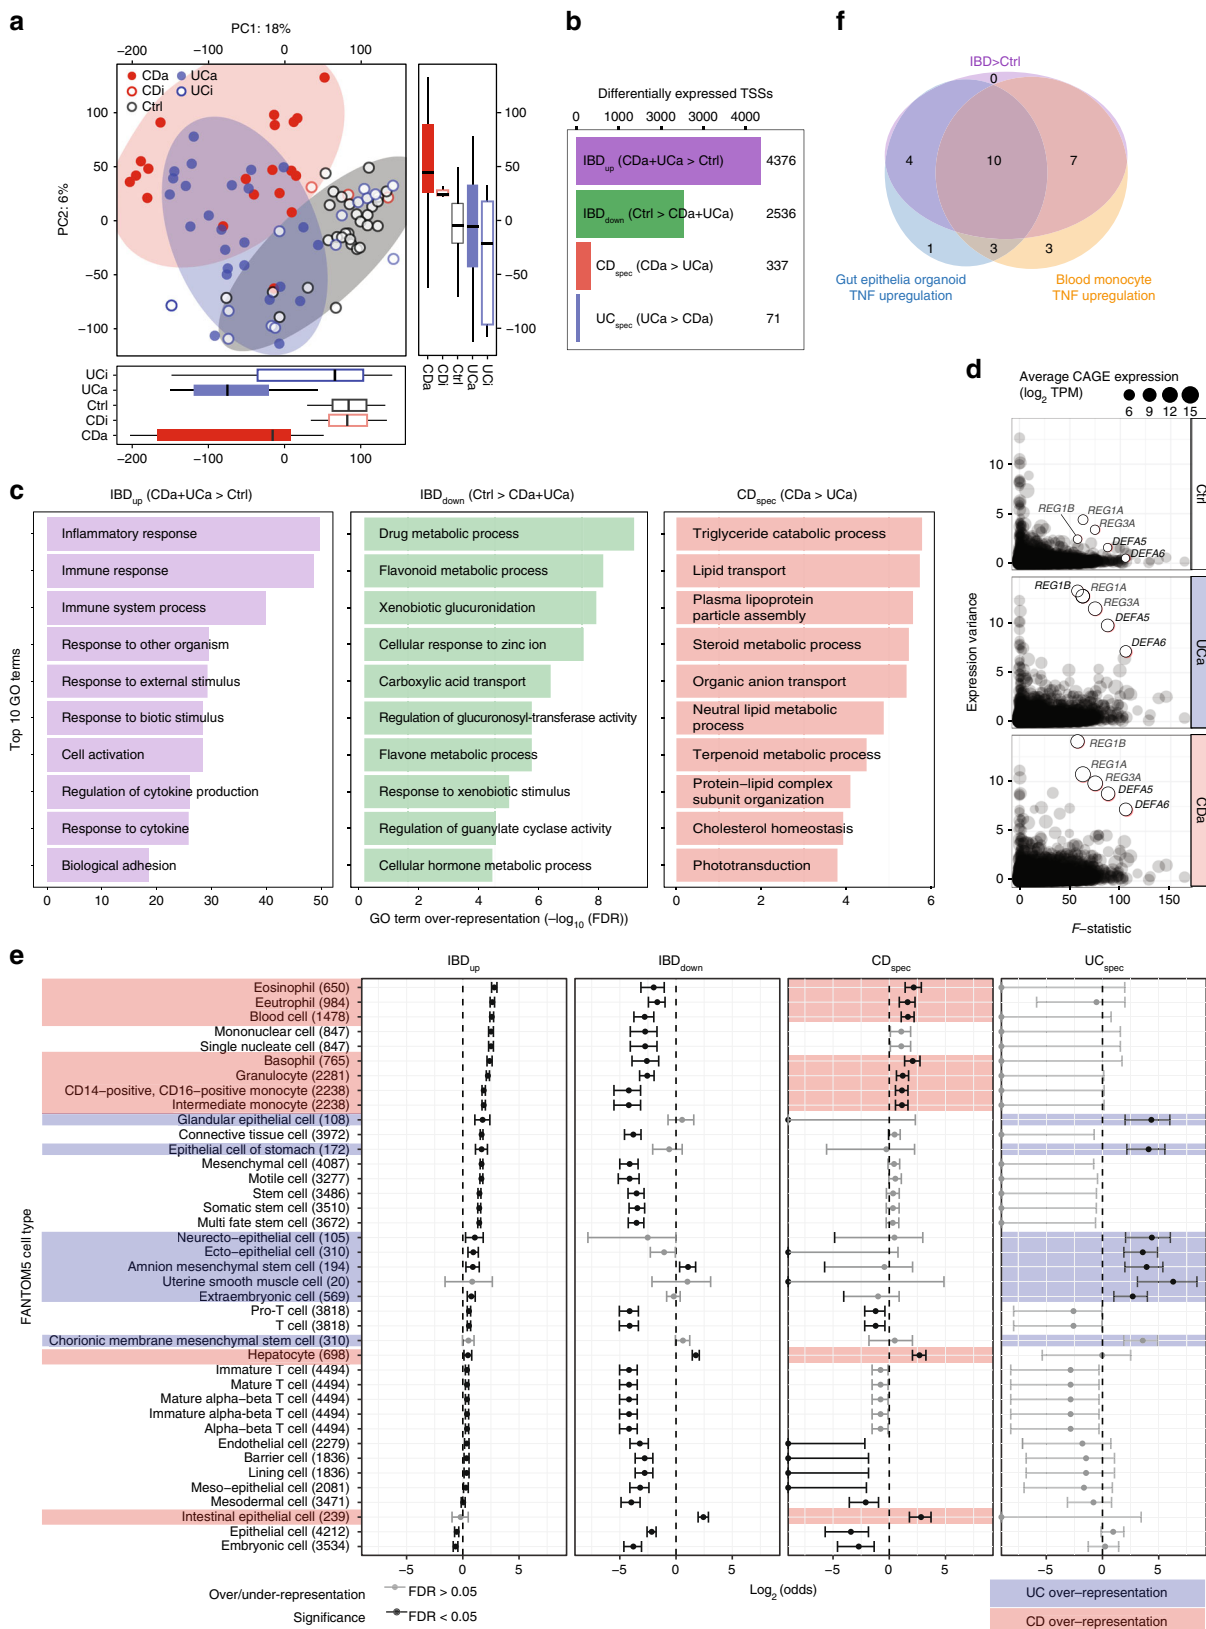 a
PC1: 18%
−200 −100 0 100
CDa UCa
CDi UCi
Ctrl
PC2: 6%
100
50
0
−50
−100
100
50
0
−50
−100
CDa CDi Ctrl UCa UCi
UCi
UCa
Ctrl
CDi
CDa
−200 −100 0 100
b
Differentially expressed TSSs
0 1000 2000 3000 4000
IBDup (CDa+UCa > Ctrl) 4376
IBDdown (Ctrl > CDa+UCa) 2536
CDspec (CDa > UCa) 337
UCspec (UCa > CDa) 71
f
IBD>Ctrl
0
4 10 7
1 3 3
Gut epithelia organoid
TNF upregulation
Blood monocyte
TNF upregulation
c
Top 10 GO terms
IBDup (CDa+UCa > Ctrl)
Inflammatory response
Immune response
Immune system process
Response to other organism
Response to external stimulus
Response to biotic stimulus
Cell activation
Regulation of cytokine production
Response to cytokine
Biological adhesion
0 10 20 30 40 50
IBDdown (Ctrl > CDa+UCa)
Drug metabolic process
Flavonoid metabolic process
Xenobiotic glucuronidation
Cellular response to zinc ion
Carboxylic acid transport
Regulation of glucuronosyl-transferase activity
Flavone metabolic process
Response to xenobiotic stimulus
Regulation of guanylate cyclase activity
Cellular hormone metabolic process
0 2 4 6 8
CDspec (CDa > UCa)
Triglyceride catabolic process
Lipid transport
Plasma lipoprotein
particle assembly
Steroid metabolic process
Organic anion transport
Neutral lipid metabolic
process
Terpenoid metabolic process
Protein−lipid complex
subunit organization
Cholesterol homeostasis
Phototransduction
0 2 4 6
GO term over-representation (−log10 (FDR))
d
Average CAGE expression
(log2 TPM)
6 9 12 15
Expression variance
10
5
0
REG1B REG1A
REG3A
DEFA5
DEFA6
Ctrl
10
5
0
REG1B REG1A
REG3A
DEFA5
DEFA6
UCa
10
5
0
REG1B
REG1A
REG3A
DEFA5
DEFA6
CDa
0 50 100 150
F−statistic
e
FANTOM5 cell type
IBDup IBDdown CDspec UCspec
Eosinophil (650)
Eeutrophil (984)
Blood cell (1478)
Mononuclear cell (847)
Single nucleate cell (847)
Basophil (765)
Granulocyte (2281)
CD14−positive, CD16−positive monocyte (2238)
Intermediate monocyte (2238)
Glandular epithelial cell (108)
Connective tissue cell (3972)
Epithelial cell of stomach (172)
Mesenchymal cell (4087)
Motile cell (3277)
Stem cell (3486)
Somatic stem cell (3510)
Multi fate stem cell (3672)
Neurecto−epithelial cell (105)
Ecto−epithelial cell (310)
Amnion mesenchymal stem cell (194)
Uterine smooth muscle cell (20)
Extraembryonic cell (569)
Pro-T cell (3818)
T cell (3818)
Chorionic membrane mesenchymal stem cell (310)
Hepatocyte (698)
Immature T cell (4494)
Mature T cell (4494)
Mature alpha−beta T cell (4494)
Immature alpha-beta T cell (4494)
Alpha−beta T cell (4494)
Endothelial cell (2279)
Barrier cell (1836)
Lining cell (1836)
Meso−epithelial cell (2081)
Mesodermal cell (3471)
Intestinal epithelial cell (239)
Epithelial cell (4212)
Embryonic cell (3534)
−5 0 5 −5 0 5 −5 0 5 −5 0 5
Log2 (odds)
Over/under-representation
Significance
FDR > 0.05
FDR < 0.05
UC over−representation
CD over−representation